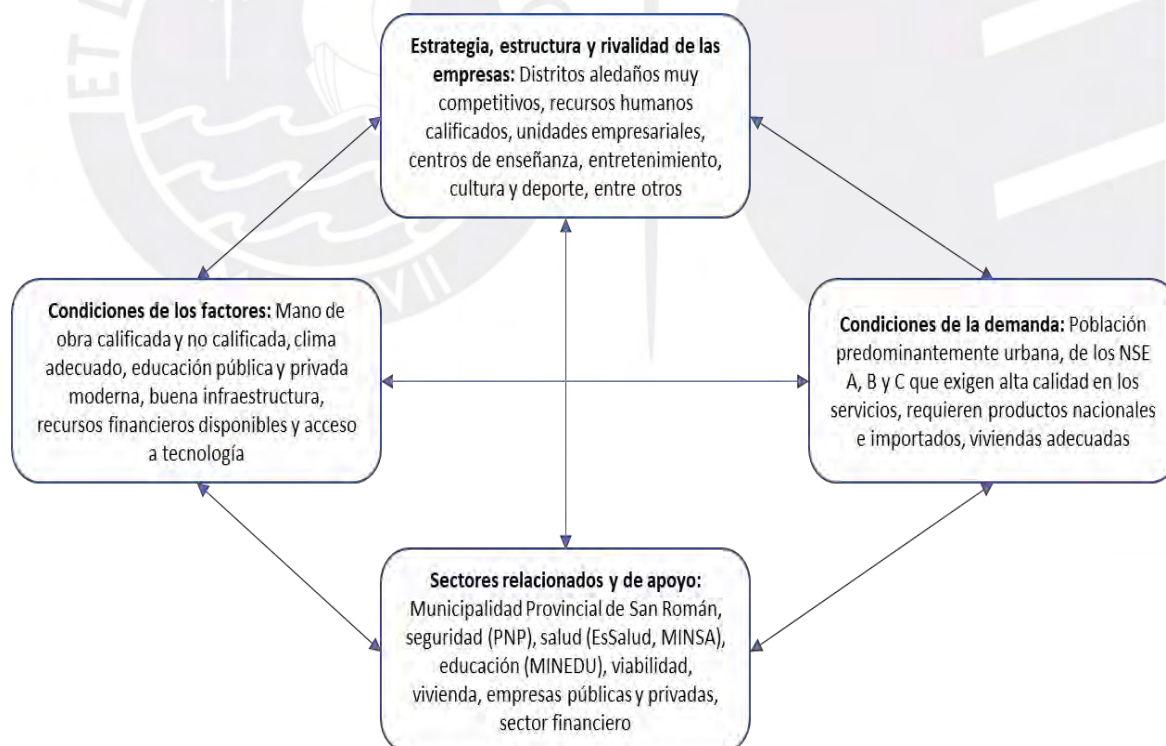 Estrategia, estructura y rivalidad de las
empresas: Distritos aledaños muy
competitivos, recursos humanos
calificados, unidades empresariales,
centros de enseñanza, entretenimiento,
cultura y deporte, entre otros
Condiciones de los factores: Mano de
obra calificada y no calificada, clima
adecuado, educación pública y privada
moderna, buena infraestructura,
recursos financieros disponibles y acceso
a tecnología
Condiciones de la demanda: Población
predominantemente urbana, de los NSE
A, B y C que exigen alta calidad en los
servicios, requieren productos nacionales
e importados, viviendas adecuadas
Sectores relacionados y de apoyo:
Municipalidad Provincial de San Román,
seguridad (PNP), salud (EsSalud, MINSA),
educación (MINEDU), viabilidad,
vivienda, empresas públicas y privadas,
sector financiero
ET
VII